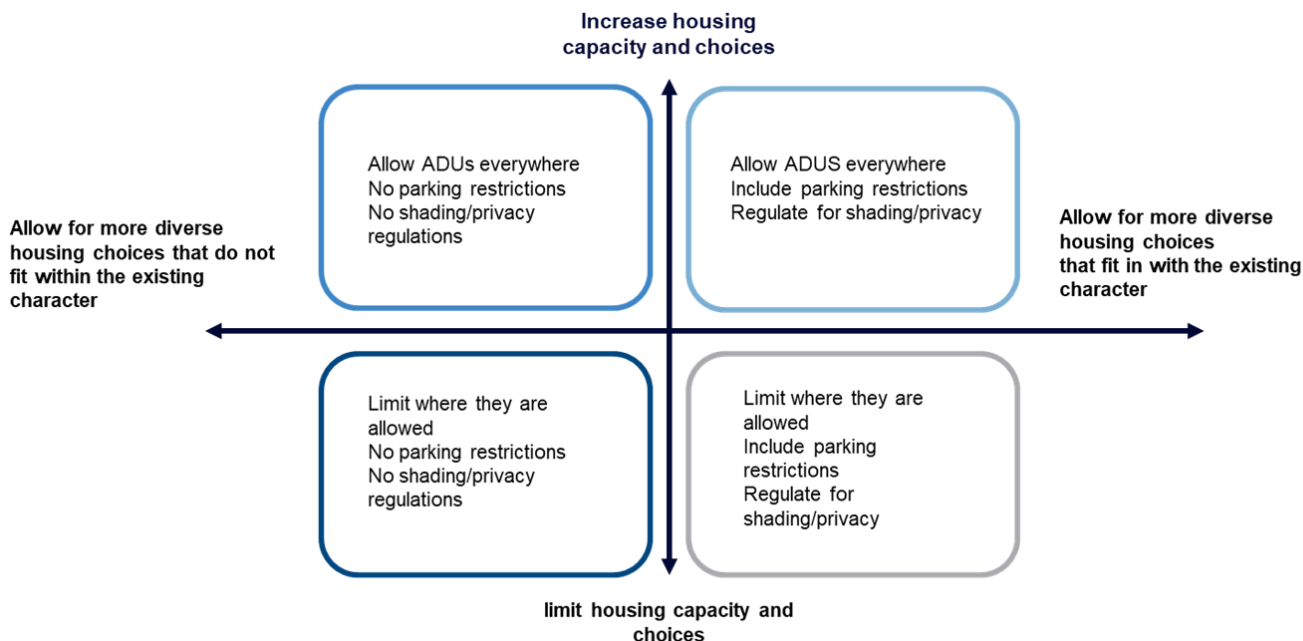 Increase housing
capacity and choices
Allow ADUs everywhere
No parking restrictions
No shading/privacy
regulations
Allow ADUS everywhere
Include parking restrictions
Regulate for shading/privacy
Allow for more diverse
housing choices that do not
fit within the existing
character
Allow for more diverse
housing choices
that fit in with the existing
character
Limit where they are
allowed
No parking restrictions
No shading/privacy
regulations
Limit where they are
allowed
Include parking
restrictions
Regulate for
shading/privacy
limit housing capacity and
choices